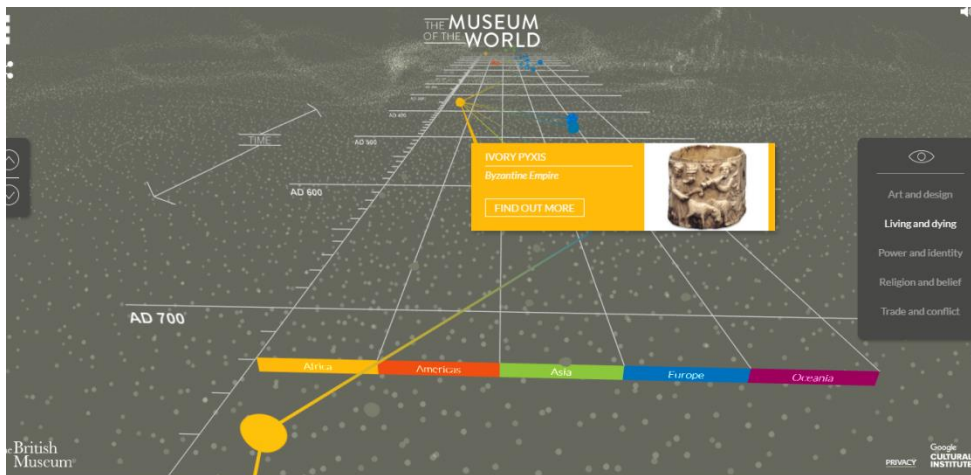 THE MUSEUM
OF THE WORLD
TIME
AD 500
AD 600
AD 700
IVORY PYXIS
Byzantine Empire
FIND OUT MORE
Art and design
Living and dying
Power and identity
Religion and belief
Trade and conflict
Africa
Americas
Asia
Europe
Oceania
British
Museum
PRIVACY
Google
CULTURAL
INSTITUTE